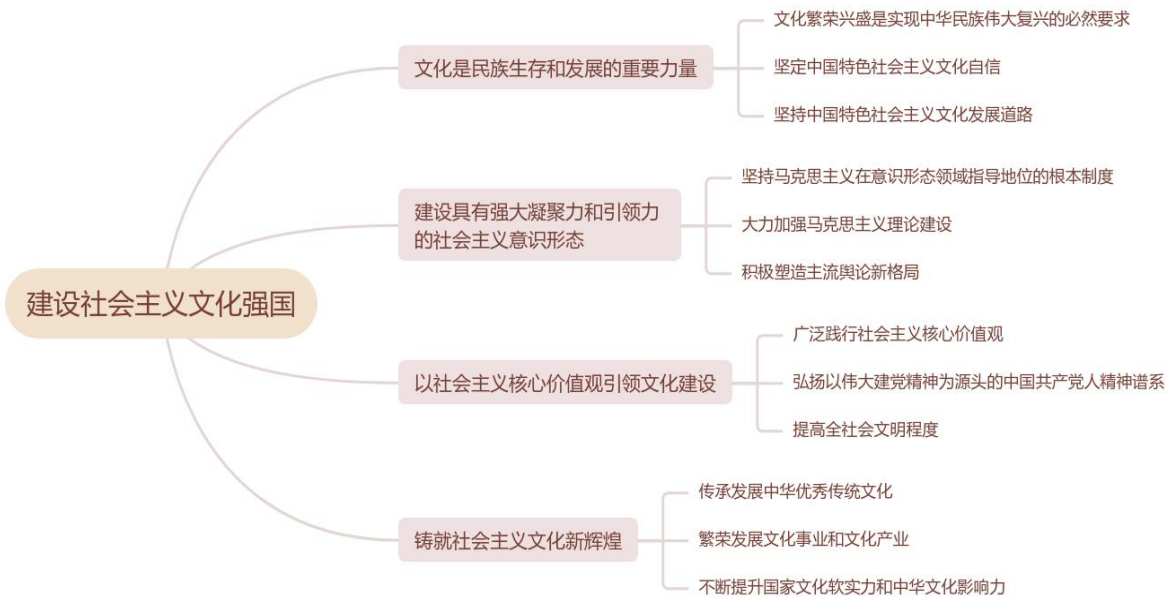 建设社会主义文化强国
文化是民族生存和发展的重要力量
文化繁荣兴盛是实现中华民族伟大复兴的必然要求
坚定中国特色社会主义文化自信
坚持中国特色社会主义文化发展道路
建设具有强大凝聚力和引领力
的社会主义意识形态
坚持马克思主义在意识形态领域指导地位的根本制度
大力加强马克思主义理论建设
积极塑造主流舆论新格局
以社会主义核心价值观引领文化建设
广泛践行社会主义核心价值观
弘扬以伟大建党精神为源头的中国共产党人精神谱系
提高全社会文明程度
铸就社会主义文化新辉煌
传承发展中华优秀传统文化
繁荣发展文化事业和文化产业
不断提升国家文化软实力和中华文化影响力